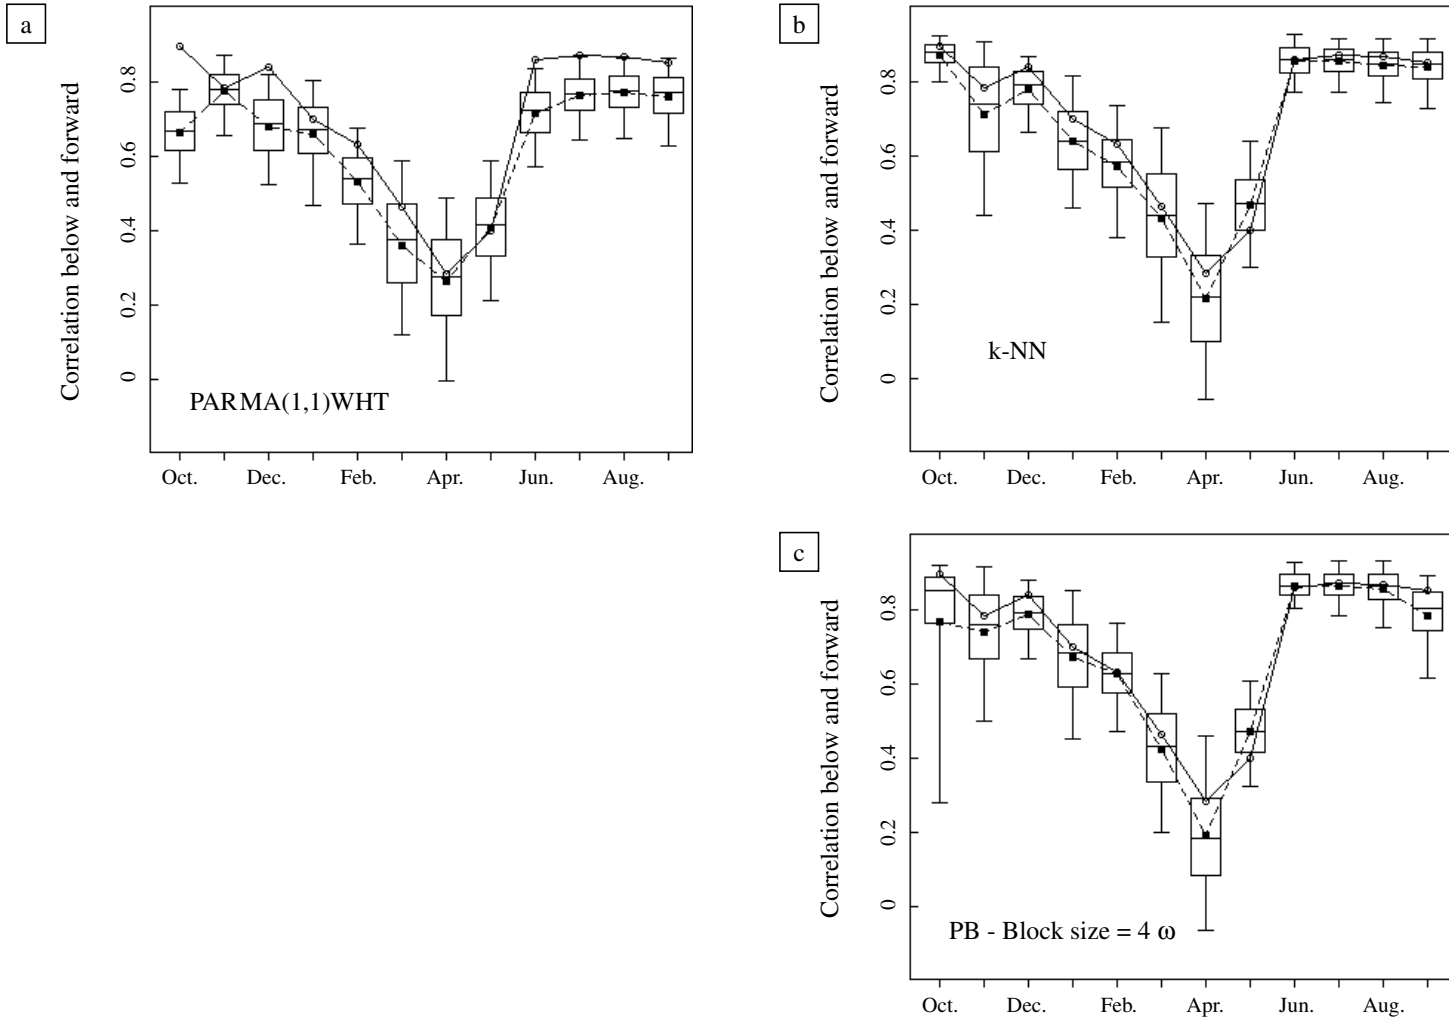 a
Correlation below and forward
0.8
0.6
0.4
0.2
0
PARMA(1,1)WHT
Oct. Dec. Feb. Apr. Jun. Aug.
b
Correlation below and forward
0.8
0.6
0.4
0.2
0
k-NN
Oct. Dec. Feb. Apr. Jun. Aug.
c
Correlation below and forward
0.8
0.6
0.4
0.2
0
PB - Block size = 4 ω
Oct. Dec. Feb. Apr. Jun. Aug.